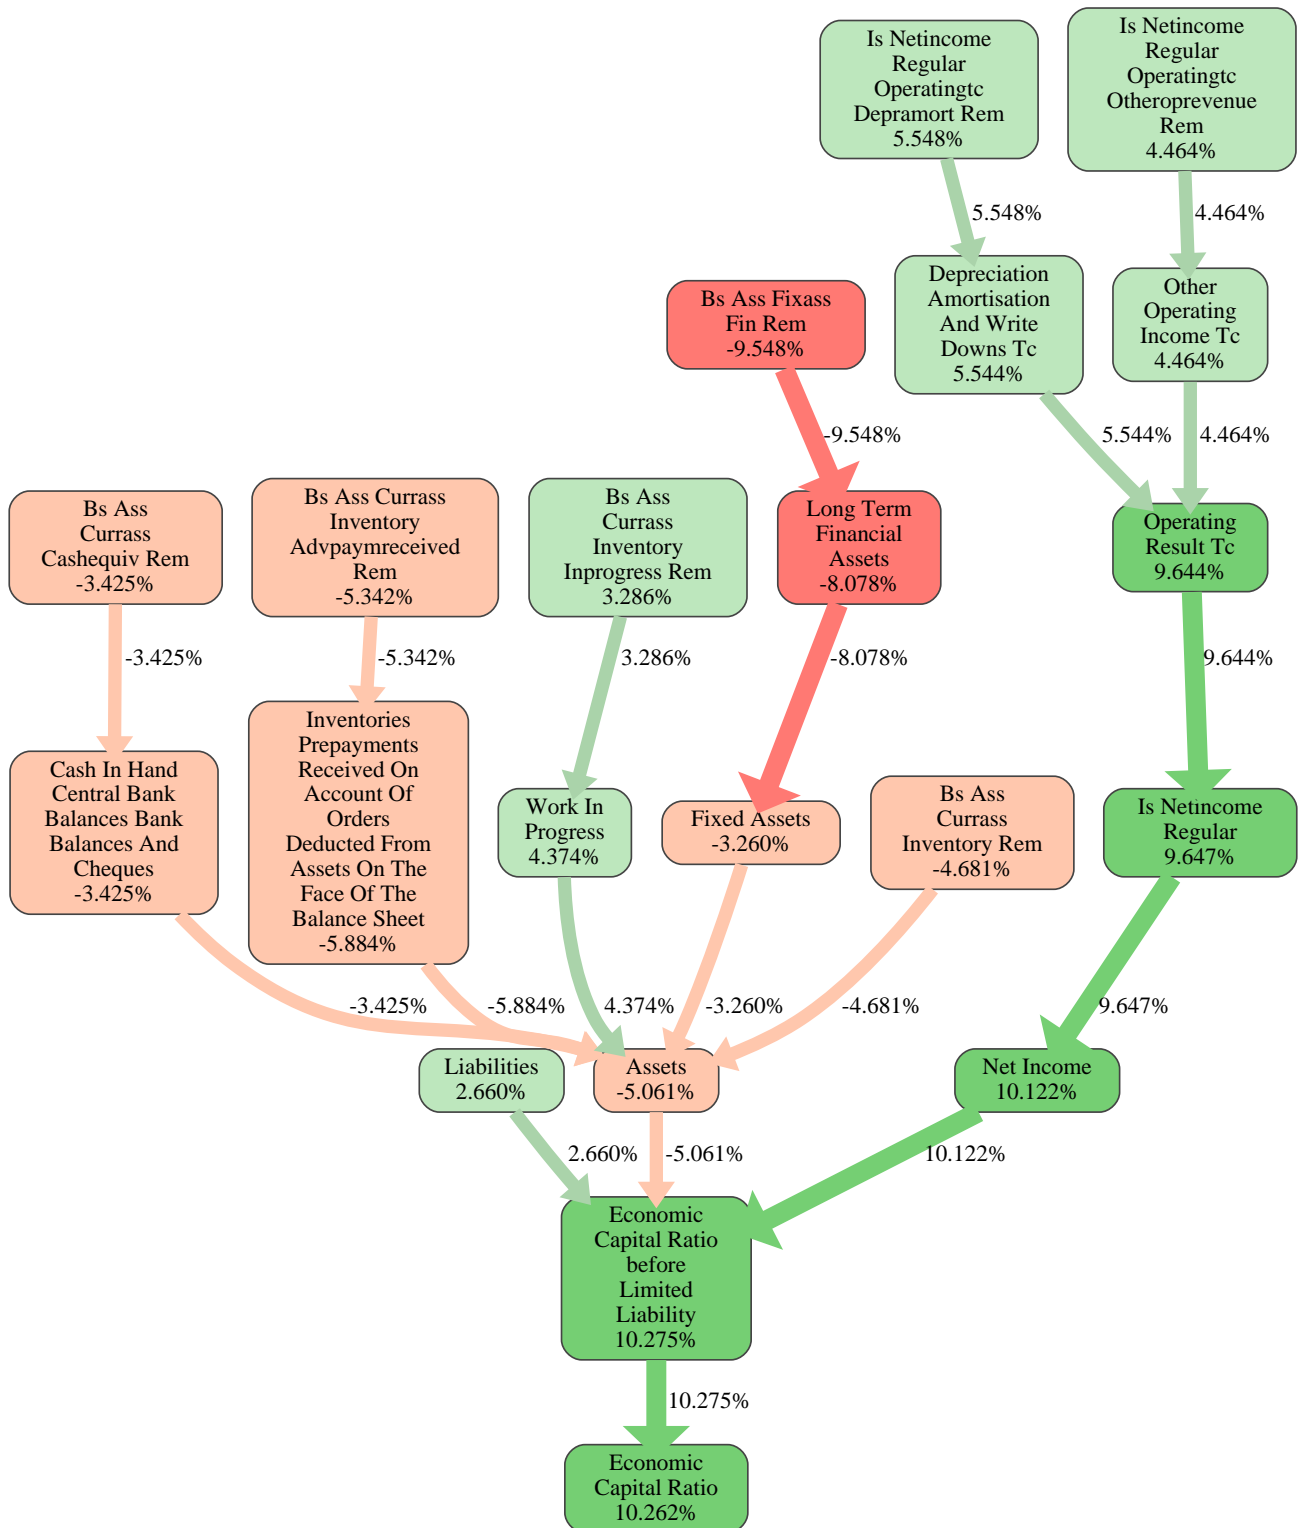 Is Netincome
Regular
Operatingtc
Depramort Rem
5.548%
Is Netincome
Regular
Operatingtc
Otheroprevenue
Rem
4.464%
5.548%
4.464%
Bs Ass Fixass
Fin Rem
-9.548%
Depreciation
Amortisation
And Write
Downs Tc
5.544%
Other
Operating
Income Tc
4.464%
-9.548%
5.544%
4.464%
Bs Ass
Currass
Cashequiv Rem
-3.425%
Bs Ass Currass
Inventory
Advpaymreceived
Rem
-5.342%
Bs Ass
Currass
Inventory
Inprogress Rem
3.286%
Long Term
Financial
Assets
-8.078%
Operating
Result Tc
9.644%
-3.425%
-5.342%
3.286%
-8.078%
9.644%
Cash In Hand
Central Bank
Balances Bank
Balances And
Cheques
-3.425%
Inventories
Prepayments
Received On
Account Of
Orders
Deducted From
Assets On The
Face Of The
Balance Sheet
-5.884%
Work In
Progress
4.374%
Fixed Assets
-3.260%
Bs Ass
Currass
Inventory Rem
-4.681%
Is Netincome
Regular
9.647%
-3.425%
-5.884%
4.374%
-3.260%
-4.681%
9.647%
Liabilities
2.660%
Assets
-5.061%
Net Income
10.122%
2.660%
-5.061%
10.122%
Economic
Capital Ratio
before
Limited
Liability
10.275%
10.275%
Economic
Capital Ratio
10.262%